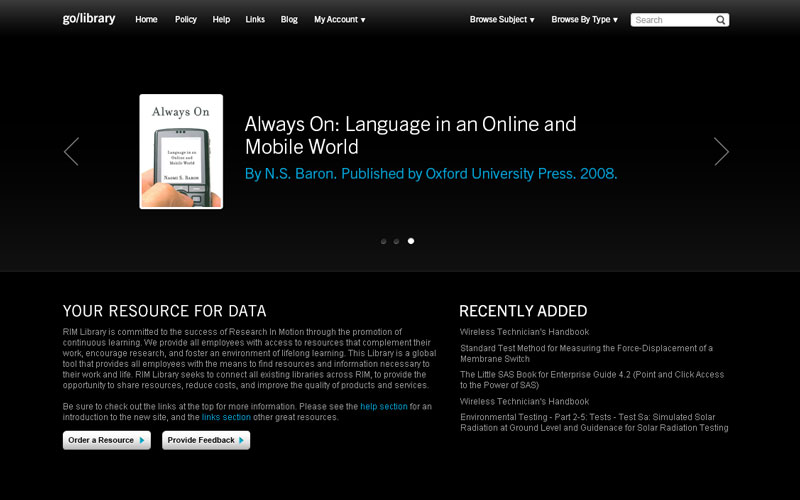 go/library
Home Policy Help Links Blog My Account ▼
Browse Subject ▼ Browse By Type ▼ Search
Always On
Language in an
Online and
Mobile World
Naomi S. Baron
Always On: Language in an Online and
Mobile World
By N.S. Baron. Published by Oxford University Press. 2008.
YOUR RESOURCE FOR DATA
RIM Library is committed to the success of Research In Motion through the promotion of
continuous learning. We provide all employees with access to resources that complement their
work, encourage research, and foster an environment of lifelong learning. This Library is a global
tool that provides all employees with the means to find resources and information necessary to
their work and life. RIM Library seeks to connect all existing libraries across RIM, to provide the
opportunity to share resources, reduce costs, and improve the quality of products and services.
Be sure to check out the links at the top for more information. Please see the help section for an
introduction to the new site, and the links section other great resources.
Order a Resource
Provide Feedback
RECENTLY ADDED
Wireless Technician's Handbook
Standard Test Method for Measuring the Force-Displacement of a
Membrane Switch
The Little SAS Book for Enterprise Guide 4.2 (Point and Click Access
to the Power of SAS)
Wireless Technician's Handbook
Environmental Testing - Part 2-5: Tests - Test Sa: Simulated Solar
Radiation at Ground Level and Guidenace for Solar Radiation Testing